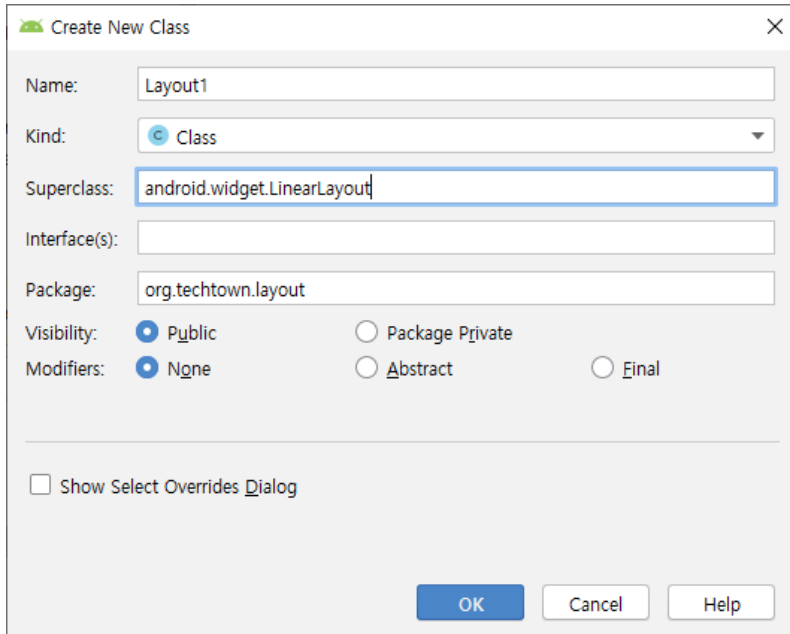 Create New Class
Name: Layout1
Kind: C Class
Superclass: android.widget.LinearLayout
Interface(s):
Package: org.techtown.layout
Visibility: Public Package Private
Modifiers: None Abstract Final
Show Select Overrides Dialog
OK Cancel Help